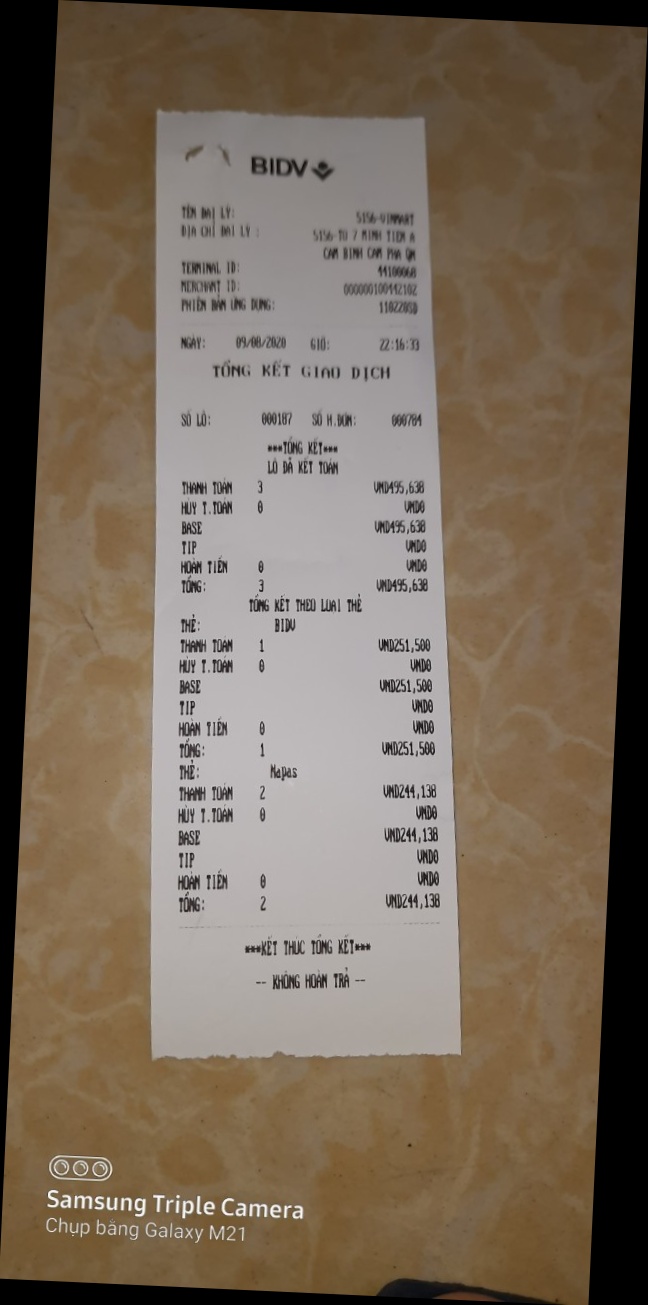 BIDV
TÊN ĐẠI LÝ: 5156-VINMART
ĐỊA CHỈ ĐẠI LÝ : 5156-TO 7 MINH TIEN A
CAM BINH CAM PHA QN
TERMINAL ID: 44100068
MERCHANT ID: 000000100442102
PHIÊN BẢN ỨNG DỤNG:
NGÀY: 09/08/2020 GIỜ: 22:16:33
TỔNG KẾT GIAO DỊCH
SỐ LÔ: 000187 SỐ H.ĐƠN: 000784
***TỔNG KẾT***
LÔ ĐÃ KẾT TOÁN
THANH TOÁN 3 VND495,638
HỦY T.TOÁN 0 VND0
BASE VND495,638
TIP VND0
HOÀN TIỀN 0 VND0
TỔNG: 3 VND495,638
TỔNG KẾT THEO LOẠI THẺ
THẺ: BIDV
THANH TOÁN 1 VND251,500
HỦY T.TOÁN 0 VND0
BASE VND251,500
TIP VND0
HOÀN TIỀN 0 VND0
TỔNG: 1 VND251,500
THẺ: Napas
THANH TOÁN 2 VND244,138
HỦY T.TOÁN 0 VND0
BASE VND244,138
TIP VND0
HOÀN TIỀN 0 VND0
TỔNG: 2 VND244,138
***KẾT THÚC TỔNG KẾT***
-- KHÔNG HOÀN TRẢ --
Samsung Triple Camera
Chụp bằng Galaxy M21